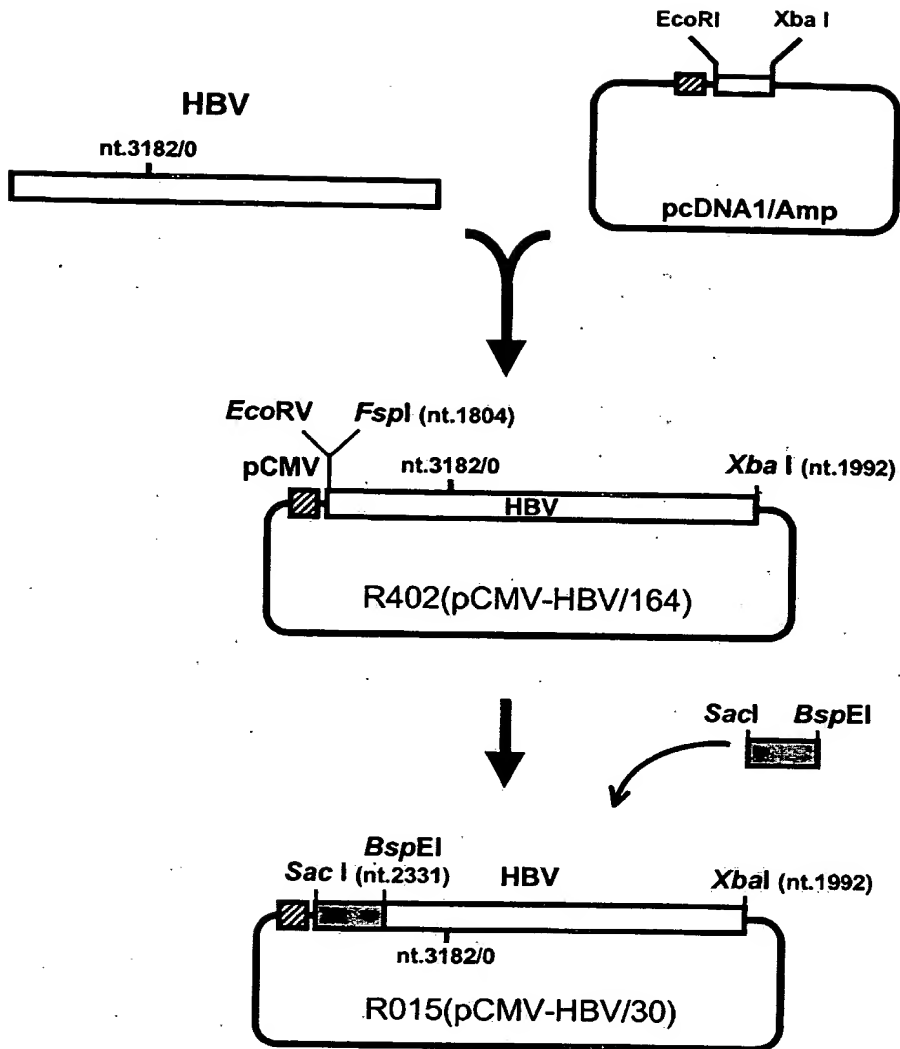 EcoRI Xba I
HBV
nt.3182/0
pcDNA1/Amp
EcoRV FspI (nt.1804)
pCMV
nt.3182/0
Xba I (nt.1992)
HBV
R402(pCMV-HBV/164)
SacI BspEI
BspEI
Sac I (nt.2331) HBV XbaI (nt.1992)
nt.3182/0
R015(pCMV-HBV/30)